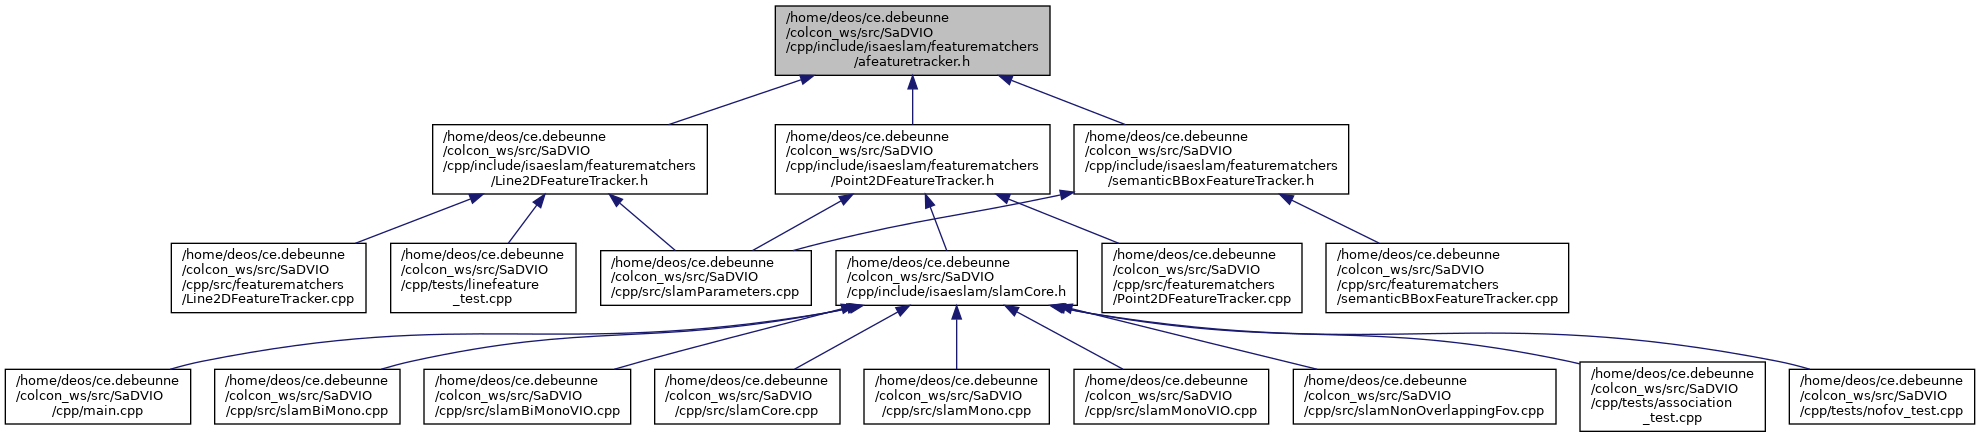 /home/deos/ce.debeunne
/colcon_ws/src/SaDVIO
/cpp/include/isaeslam/featurematchers
/afeaturetracker.h
/home/deos/ce.debeunne
/colcon_ws/src/SaDVIO
/cpp/include/isaeslam/featurematchers
/Line2DFeatureTracker.h
/home/deos/ce.debeunne
/colcon_ws/src/SaDVIO
/cpp/include/isaeslam/featurematchers
/Point2DFeatureTracker.h
/home/deos/ce.debeunne
/colcon_ws/src/SaDVIO
/cpp/include/isaeslam/featurematchers
/semanticBBoxFeatureTracker.h
/home/deos/ce.debeunne
/colcon_ws/src/SaDVIO
/cpp/src/featurematchers
/Line2DFeatureTracker.cpp
/home/deos/ce.debeunne
/colcon_ws/src/SaDVIO
/cpp/tests/linefeature
_test.cpp
/home/deos/ce.debeunne
/colcon_ws/src/SaDVIO
/cpp/src/slamParameters.cpp
/home/deos/ce.debeunne
/colcon_ws/src/SaDVIO
/cpp/include/isaeslam/slamCore.h
/home/deos/ce.debeunne
/colcon_ws/src/SaDVIO
/cpp/src/featurematchers
/Point2DFeatureTracker.cpp
/home/deos/ce.debeunne
/colcon_ws/src/SaDVIO
/cpp/src/featurematchers
/semanticBBoxFeatureTracker.cpp
/home/deos/ce.debeunne
/colcon_ws/src/SaDVIO
/cpp/main.cpp
/home/deos/ce.debeunne
/colcon_ws/src/SaDVIO
/cpp/src/slamBiMono.cpp
/home/deos/ce.debeunne
/colcon_ws/src/SaDVIO
/cpp/src/slamBiMonoVIO.cpp
/home/deos/ce.debeunne
/colcon_ws/src/SaDVIO
/cpp/src/slamCore.cpp
/home/deos/ce.debeunne
/colcon_ws/src/SaDVIO
/cpp/src/slamMono.cpp
/home/deos/ce.debeunne
/colcon_ws/src/SaDVIO
/cpp/src/slamMonoVIO.cpp
/home/deos/ce.debeunne
/colcon_ws/src/SaDVIO
/cpp/src/slamNonOverlappingFov.cpp
/home/deos/ce.debeunne
/colcon_ws/src/SaDVIO
/cpp/tests/association
_test.cpp
/home/deos/ce.debeunne
/colcon_ws/src/SaDVIO
/cpp/tests/nofov_test.cpp